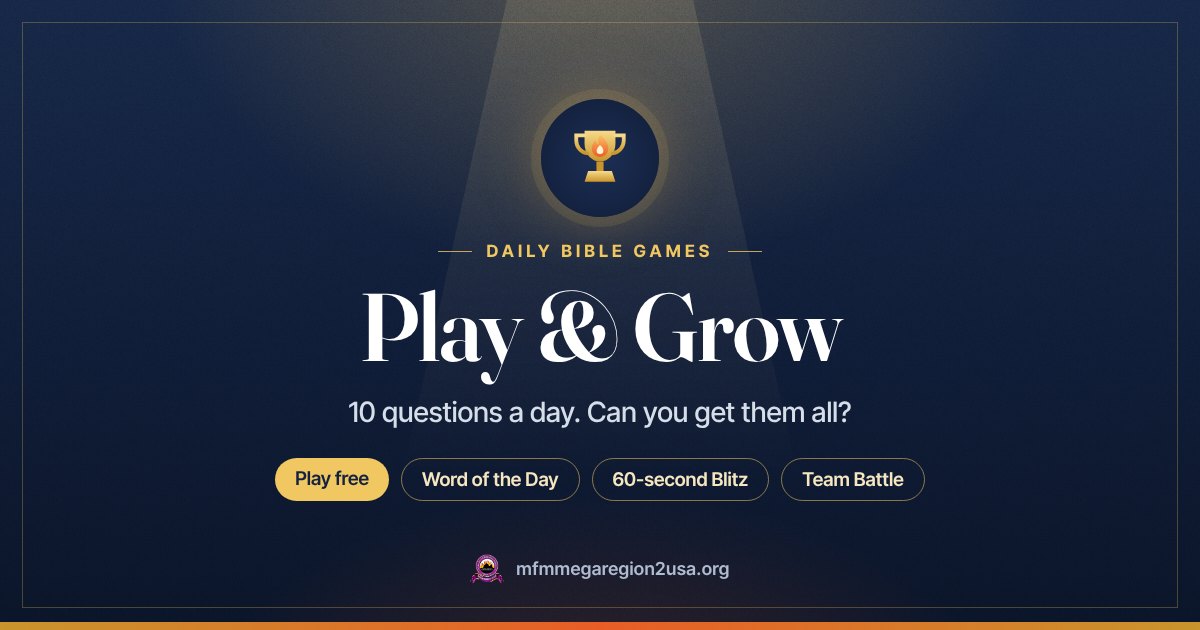 DAILY BIBLE GAMES
Play & Grow
10 questions a day. Can you get them all?
Play free
Word of the Day
60-second Blitz
Team Battle
mfmmegaregion2usa.org